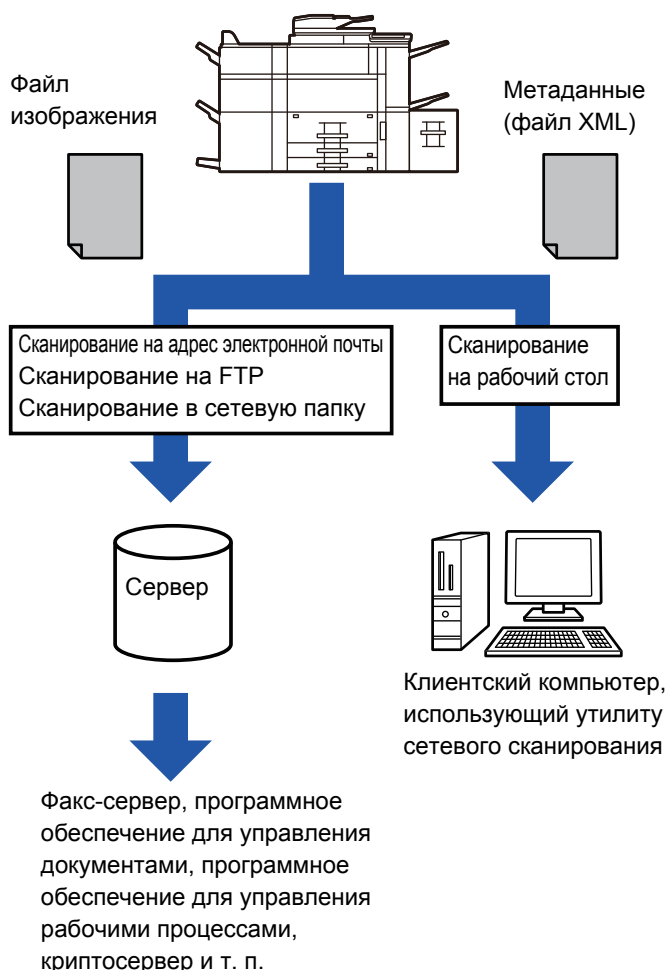 Файл
изображения
Метаданные
(файл XML)
Сканирование на адрес электронной почты
Сканирование на FTP
Сканирование в сетевую папку
Сканирование
на рабочий стол
Сервер
Клиентский компьютер,
использующий утилиту
сетевого сканирования
Факс-сервер, программное
обеспечение для управления
документами, программное
обеспечение для управления
рабочими процессами,
криптосервер и т. п.